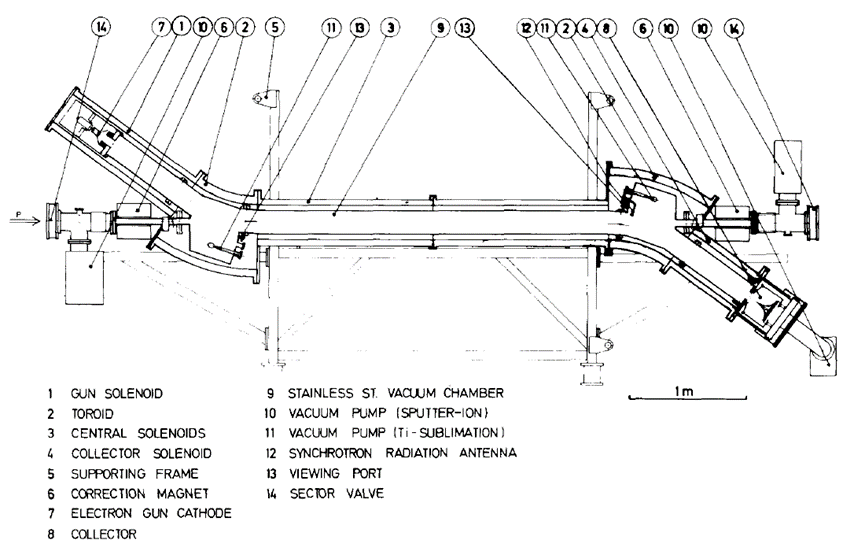 14 7 1 10 6 2 5 11 13 3 9 13 12 11 2 4 8 6 10 10 14
P
1 m
1 GUN SOLENOID
2 TOROID
3 CENTRAL SOLENOIDS
4 COLLECTOR SOLENOID
5 SUPPORTING FRAME
6 CORRECTION MAGNET
7 ELECTRON GUN CATHODE
8 COLLECTOR
9 STAINLESS ST. VACUUM CHAMBER
10 VACUUM PUMP (SPUTTER-ION)
11 VACUUM PUMP (Ti-SUBLIMATION)
12 SYNCHROTRON RADIATION ANTENNA
13 VIEWING PORT
14 SECTOR VALVE